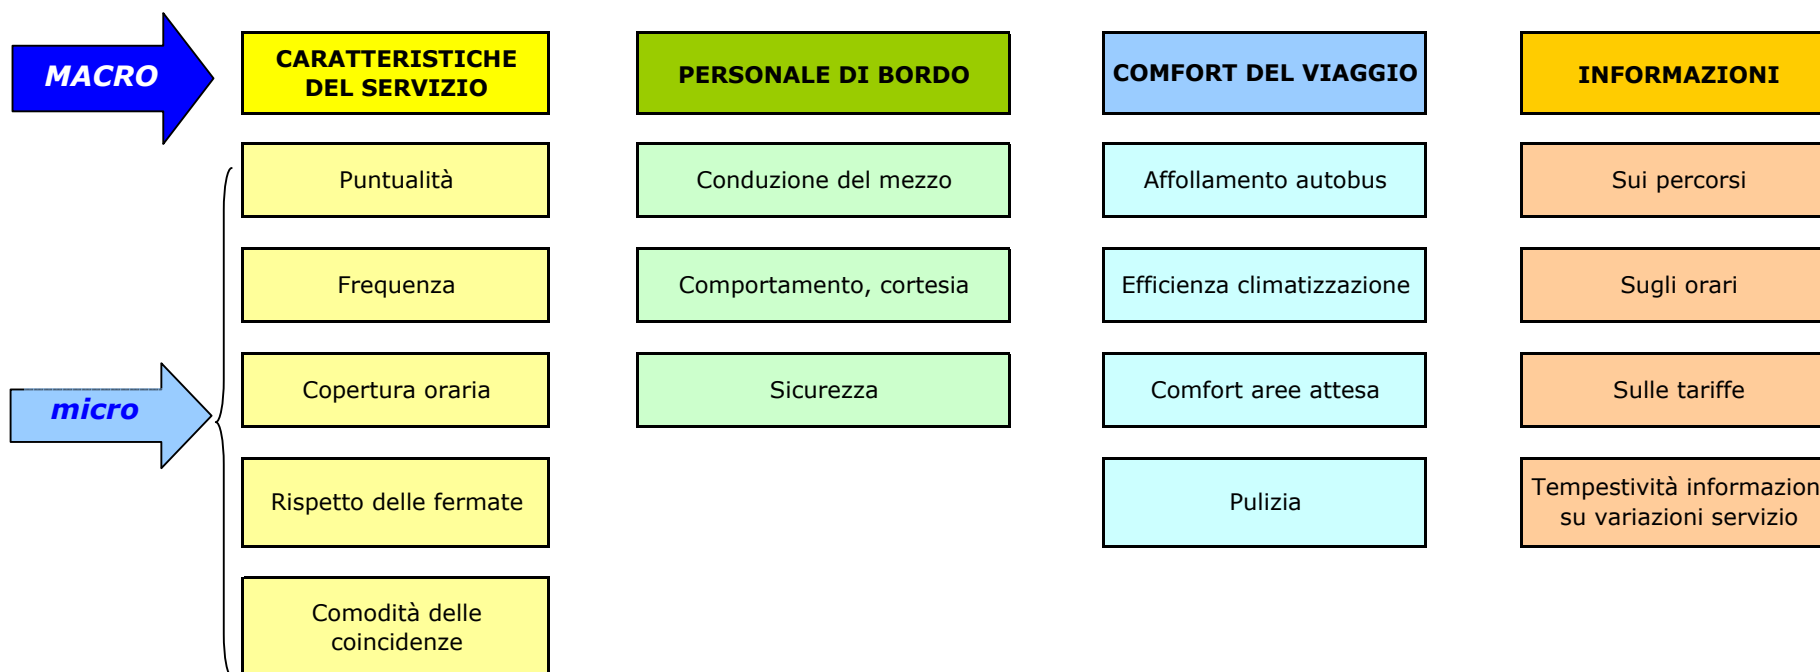 MACRO
CARATTERISTICHE
DEL SERVIZIO
PERSONALE DI BORDO
COMFORT DEL VIAGGIO
INFORMAZIONI
Puntualità
Conduzione del mezzo
Affollamento autobus
Sui percorsi
Frequenza
Comportamento, cortesia
Efficienza climatizzazione
Sugli orari
micro
Copertura oraria
Sicurezza
Comfort aree attesa
Sulle tariffe
Rispetto delle fermate
Pulizia
Tempestività informazion
su variazioni servizio
Comodità delle
coincidenze